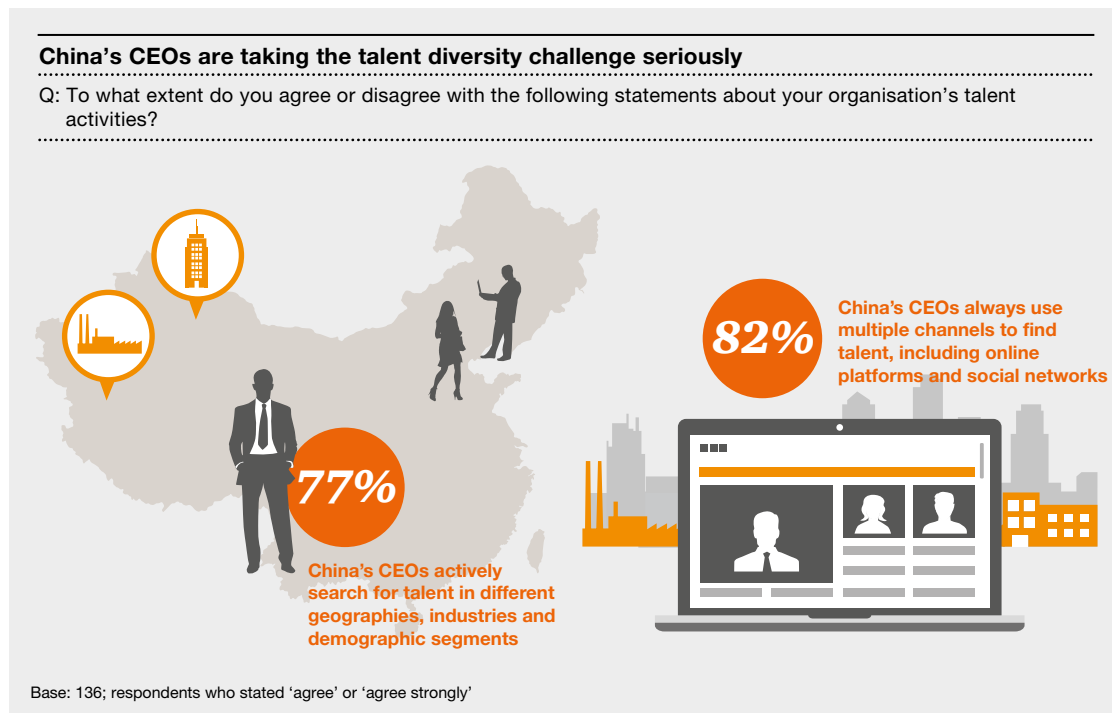 China’s CEOs are taking the talent diversity challenge seriously
Q: To what extent do you agree or disagree with the following statements about your organisation’s talent
activities?
82%
China’s CEOs always use
multiple channels to find
talent, including online
platforms and social networks
77%
China’s CEOs actively
search for talent in different
geographies, industries and
demographic segments
Base: 136; respondents who stated ‘agree’ or ‘agree strongly’